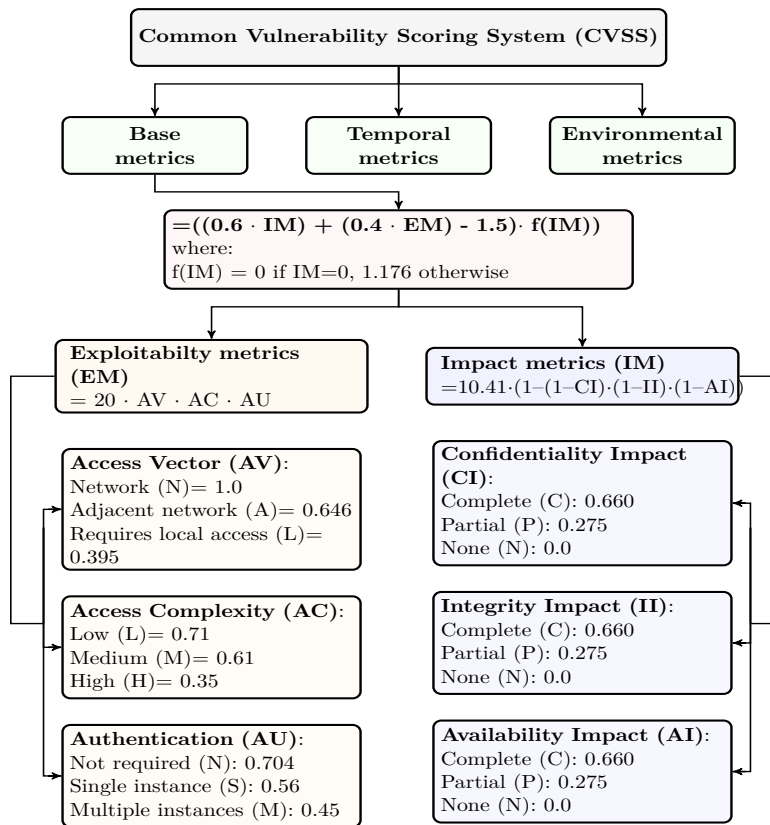 Common Vulnerability Scoring System (CVSS)
Base
metrics
Temporal
metrics
Environmental
metrics
=((0.6 · IM) + (0.4 · EM) - 1.5)· f(IM))
where:
f(IM) = 0 if IM=0, 1.176 otherwise
Exploitabilty metrics
(EM)
= 20 · AV · AC · AU
Impact metrics (IM)
=10.41·(1–(1–CI)·(1–II)·(1–AI))
Access Vector (AV):
Network (N)= 1.0
Adjacent network (A)= 0.646
Requires local access (L)=
0.395
Confidentiality Impact
(CI):
Complete (C): 0.660
Partial (P): 0.275
None (N): 0.0
Access Complexity (AC):
Low (L)= 0.71
Medium (M)= 0.61
High (H)= 0.35
Integrity Impact (II):
Complete (C): 0.660
Partial (P): 0.275
None (N): 0.0
Authentication (AU):
Not required (N): 0.704
Single instance (S): 0.56
Multiple instances (M): 0.45
Availability Impact (AI):
Complete (C): 0.660
Partial (P): 0.275
None (N): 0.0